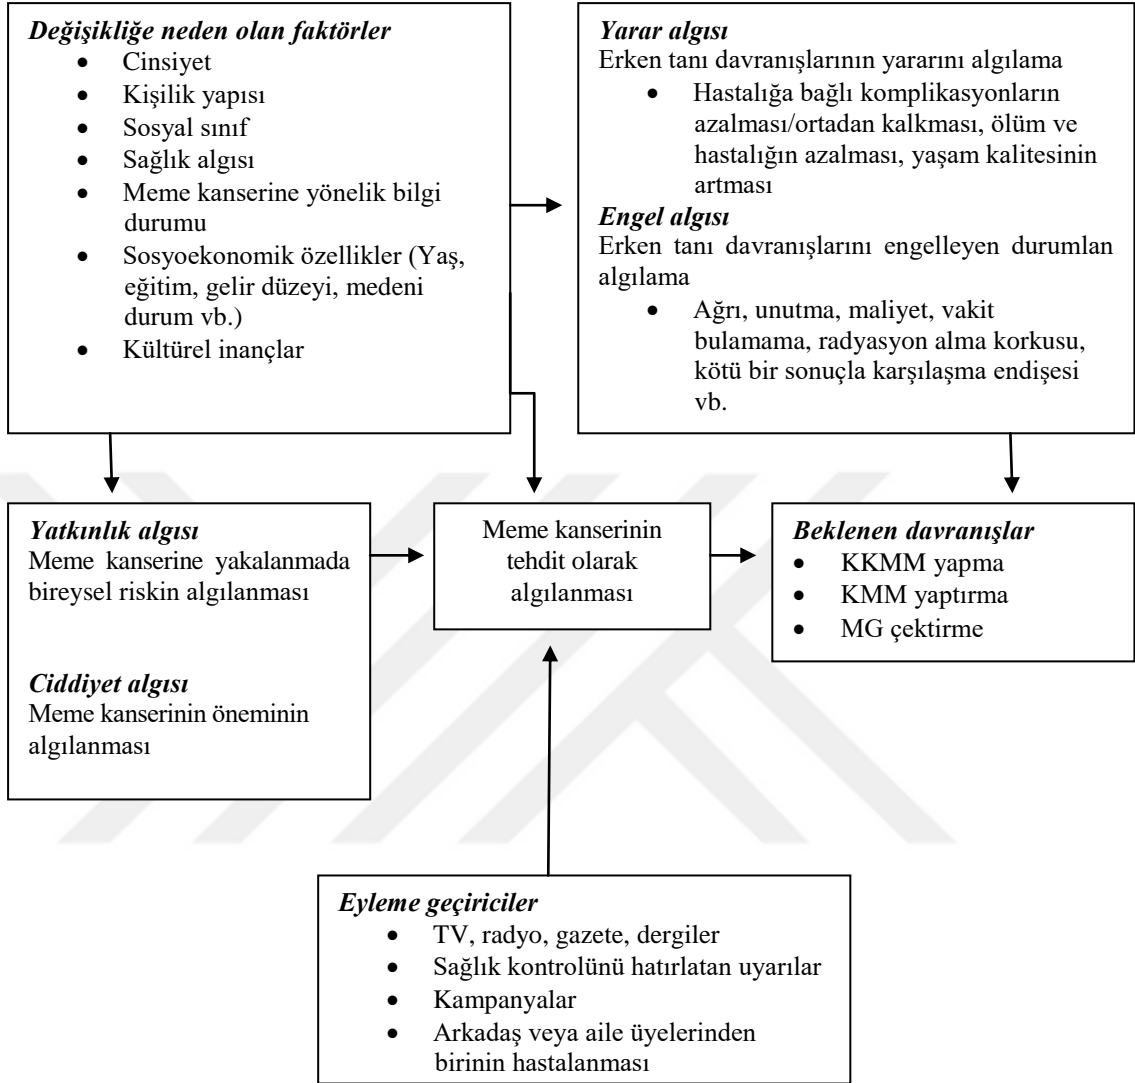 Değişikliğe neden olan faktörler
• Cinsiyet
• Kişilik yapısı
• Sosyal sınıf
• Sağlık algısı
• Meme kanserine yönelik bilgi
durumu
• Sosyoekonomik özellikler (Yaş,
eğitim, gelir düzeyi, medeni
durum vb.)
• Kültürel inançlar
Yarar algısı
Erken tanı davranışlarının yararını algılama
• Hastalığa bağlı komplikasyonların
azalması/ortadan kalkması, ölüm ve
hastalığın azalması, yaşam kalitesinin
artması
Engel algısı
Erken tanı davranışlarını engelleyen durumlan
algılama
• Ağrı, unutma, maliyet, vakit
bulamama, radyasyon alma korkusu,
kötü bir sonuçla karşılaşma endişesi
vb.
Yatkınlık algısı
Meme kanserine yakalanmada
bireysel riskin algılanması
Ciddiyet algısı
Meme kanserinin öneminin
algılanması
Meme kanserinin
tehdit olarak
algılanması
Beklenen davranışlar
• KKMM yapma
• KMM yaptırma
• MG çektirme
Eyleme geçiriciler
• TV, radyo, gazete, dergiler
• Sağlık kontrolünü hatırlatan uyarılar
• Kampanyalar
• Arkadaş veya aile üyelerinden
birinin hastalanması